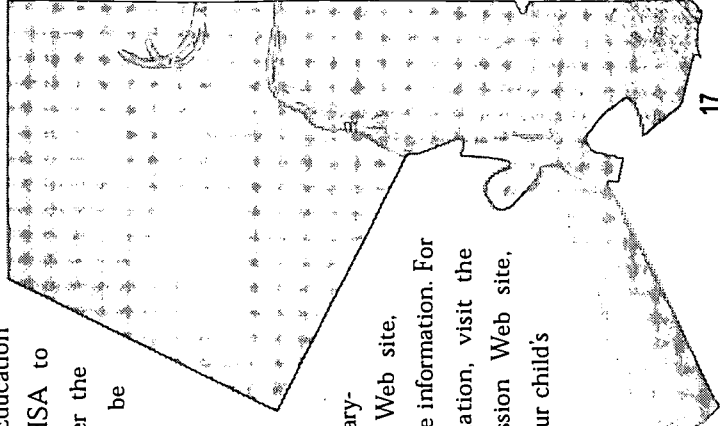 education
ISA to
er the
be
ary-
Web site,
e information. For
ation, visit the
ssion Web site,
ur child's
17